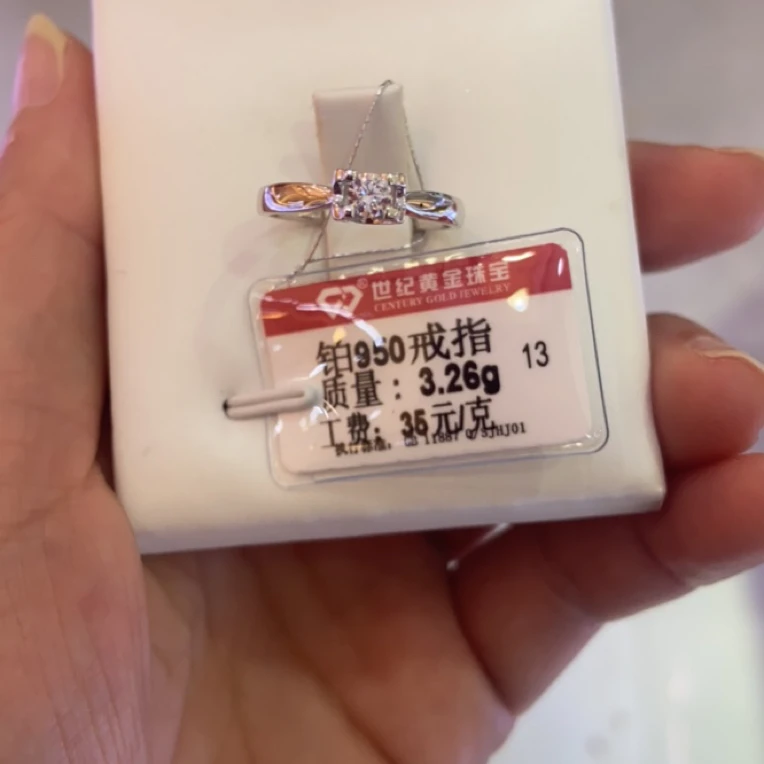 世纪黄金珠宝
CENTURY GOLD JEWELRY
铂950戒指
13
质量：3.26g
工费：35元/克